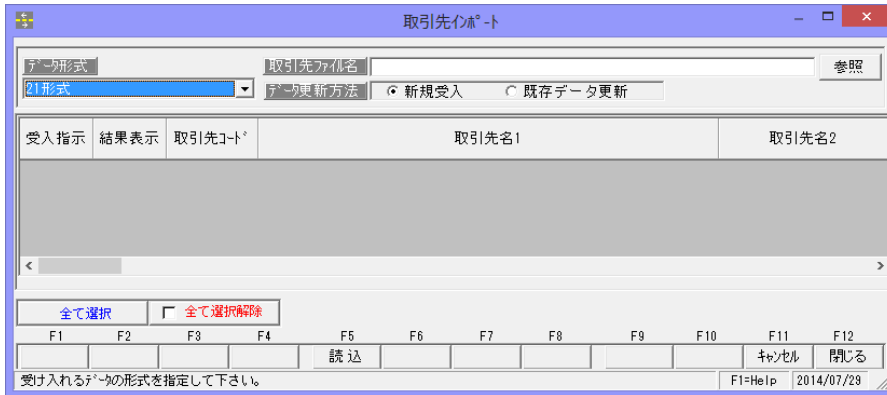 取引先ｲﾝﾎﾟｰﾄ
ﾃﾞｰﾀ形式 取引先ﾌｧｲﾙ名 参照
21形式 ﾃﾞｰﾀ更新方法 新規受入 既存データ更新
受入指示 結果表示 取引先ｺｰﾄﾞ 取引先名1 取引先名2
全て選択 全て選択解除
F1 F2 F3 F4 F5 F6 F7 F8 F9 F10 F11 F12
読込 ｷｬﾝｾﾙ 閉じる
受け入れるﾃﾞｰﾀの形式を指定して下さい。 F1=Help 2014/07/29